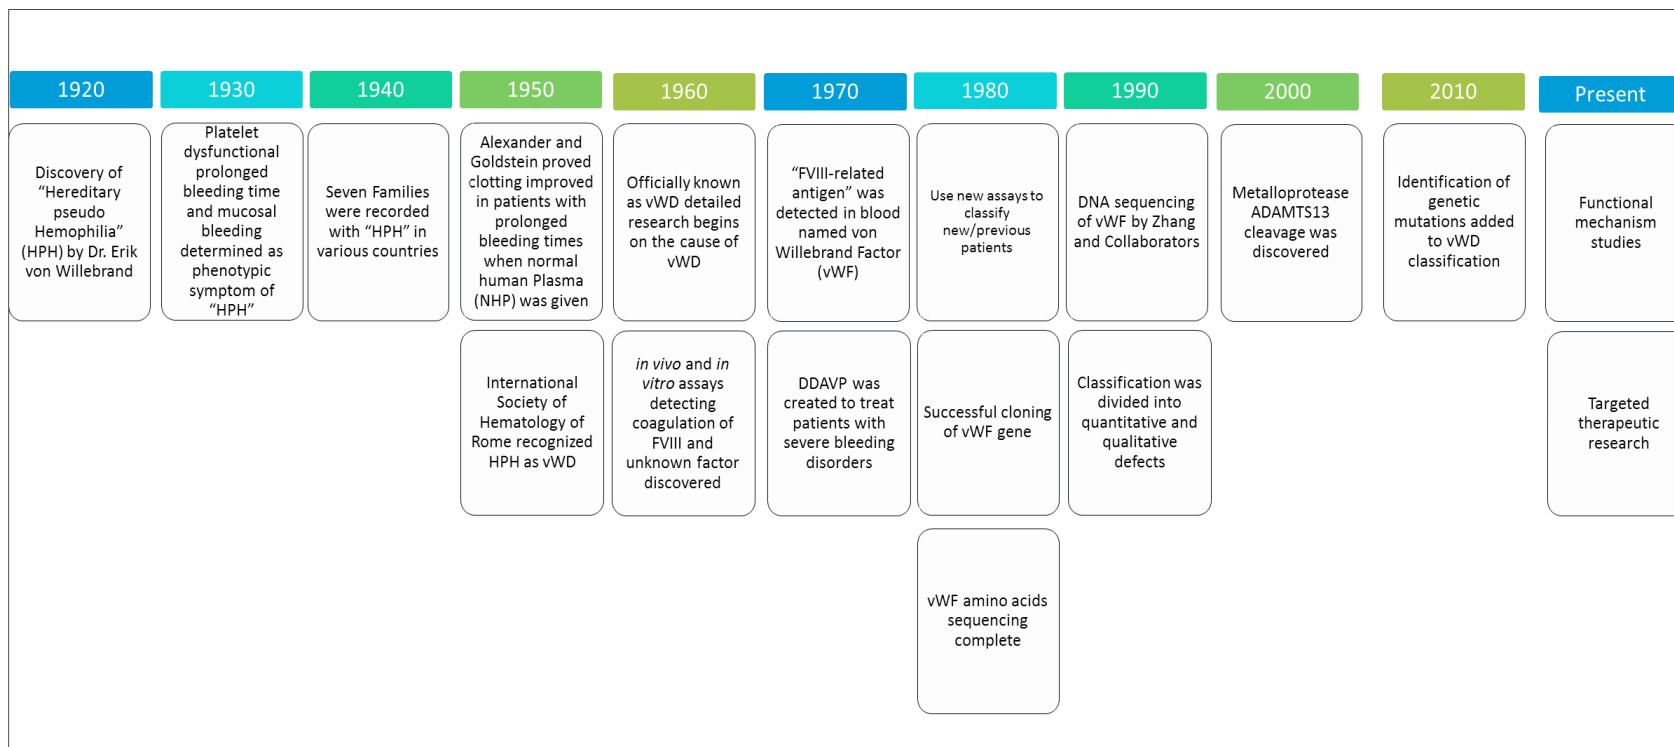 1920
1930
1940
1950
1960
1970
1980
1990
2000
2010
Present
Discovery of
“Hereditary
pseudo
Hemophilia”
(HPH) by Dr. Erik
von Willebrand
Platelet
dysfunctional
prolonged
bleeding time
and mucosal
bleeding
determined as
phenotypic
symptom of
“HPH”
Seven Families
were recorded
with “HPH” in
various countries
Alexander and
Goldstein proved
clotting improved
in patients with
prolonged
bleeding times
when normal
human Plasma
(NHP) was given
Officially known
as vWD detailed
research begins
on the cause of
vWD
“FVIII-related
antigen” was
detected in blood
named von
Willebrand Factor
(vWF)
Use new assays to
classify
new/previous
patients
DNA sequencing
of vWF by Zhang
and Collaborators
Metalloprotease
ADAMTS13
cleavage was
discovered
Identification of
genetic
mutations added
to vWD
classification
Functional
mechanism
studies
International
Society of
Hematology of
Rome recognized
HPH as vWD
in vivo and in
vitro assays
detecting
coagulation of
FVIII and
unknown factor
discovered
DDAVP was
created to treat
patients with
severe bleeding
disorders
Successful cloning
of vWF gene
Classification was
divided into
quantitative and
qualitative
defects
Targeted
therapeutic
research
vWF amino acids
sequencing
complete